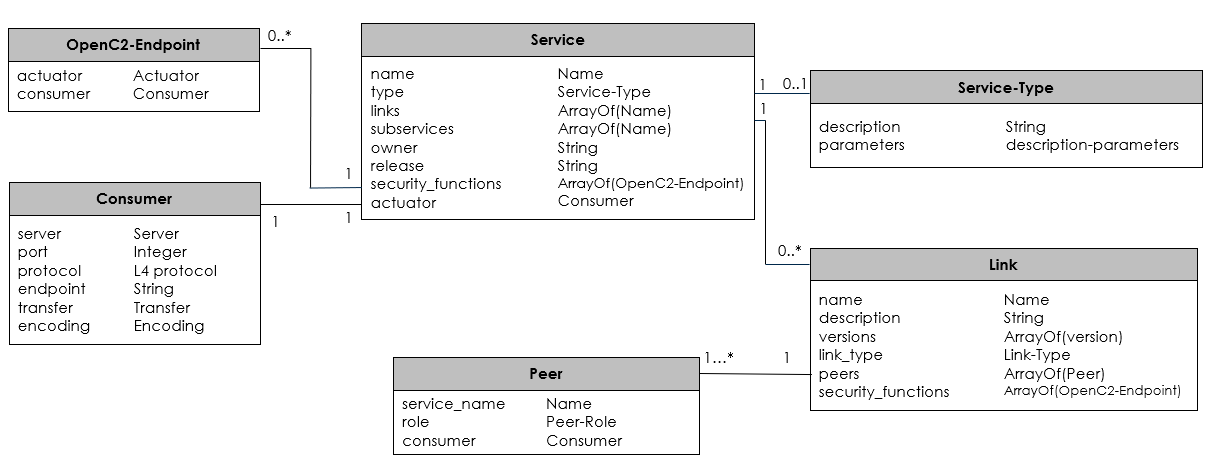 OpenC2-Endpoint
actuator Actuator
consumer Consumer
0..*
1
Service
name Name
type Service-Type
links ArrayOf(Name)
subservices ArrayOf(Name)
owner String
release String
security_functions ArrayOf(OpenC2-Endpoint)
actuator Consumer
1 0..1
1
Service-Type
description String
parameters description-parameters
Consumer
server Server
port Integer
protocol L4 protocol
endpoint String
transfer Transfer
encoding Encoding
1 1
0..*
Link
name Name
description String
versions ArrayOf(version)
link_type Link-Type
peers ArrayOf(Peer)
security_functions ArrayOf(OpenC2-Endpoint)
1...* 1
Peer
service_name Name
role Peer-Role
consumer Consumer